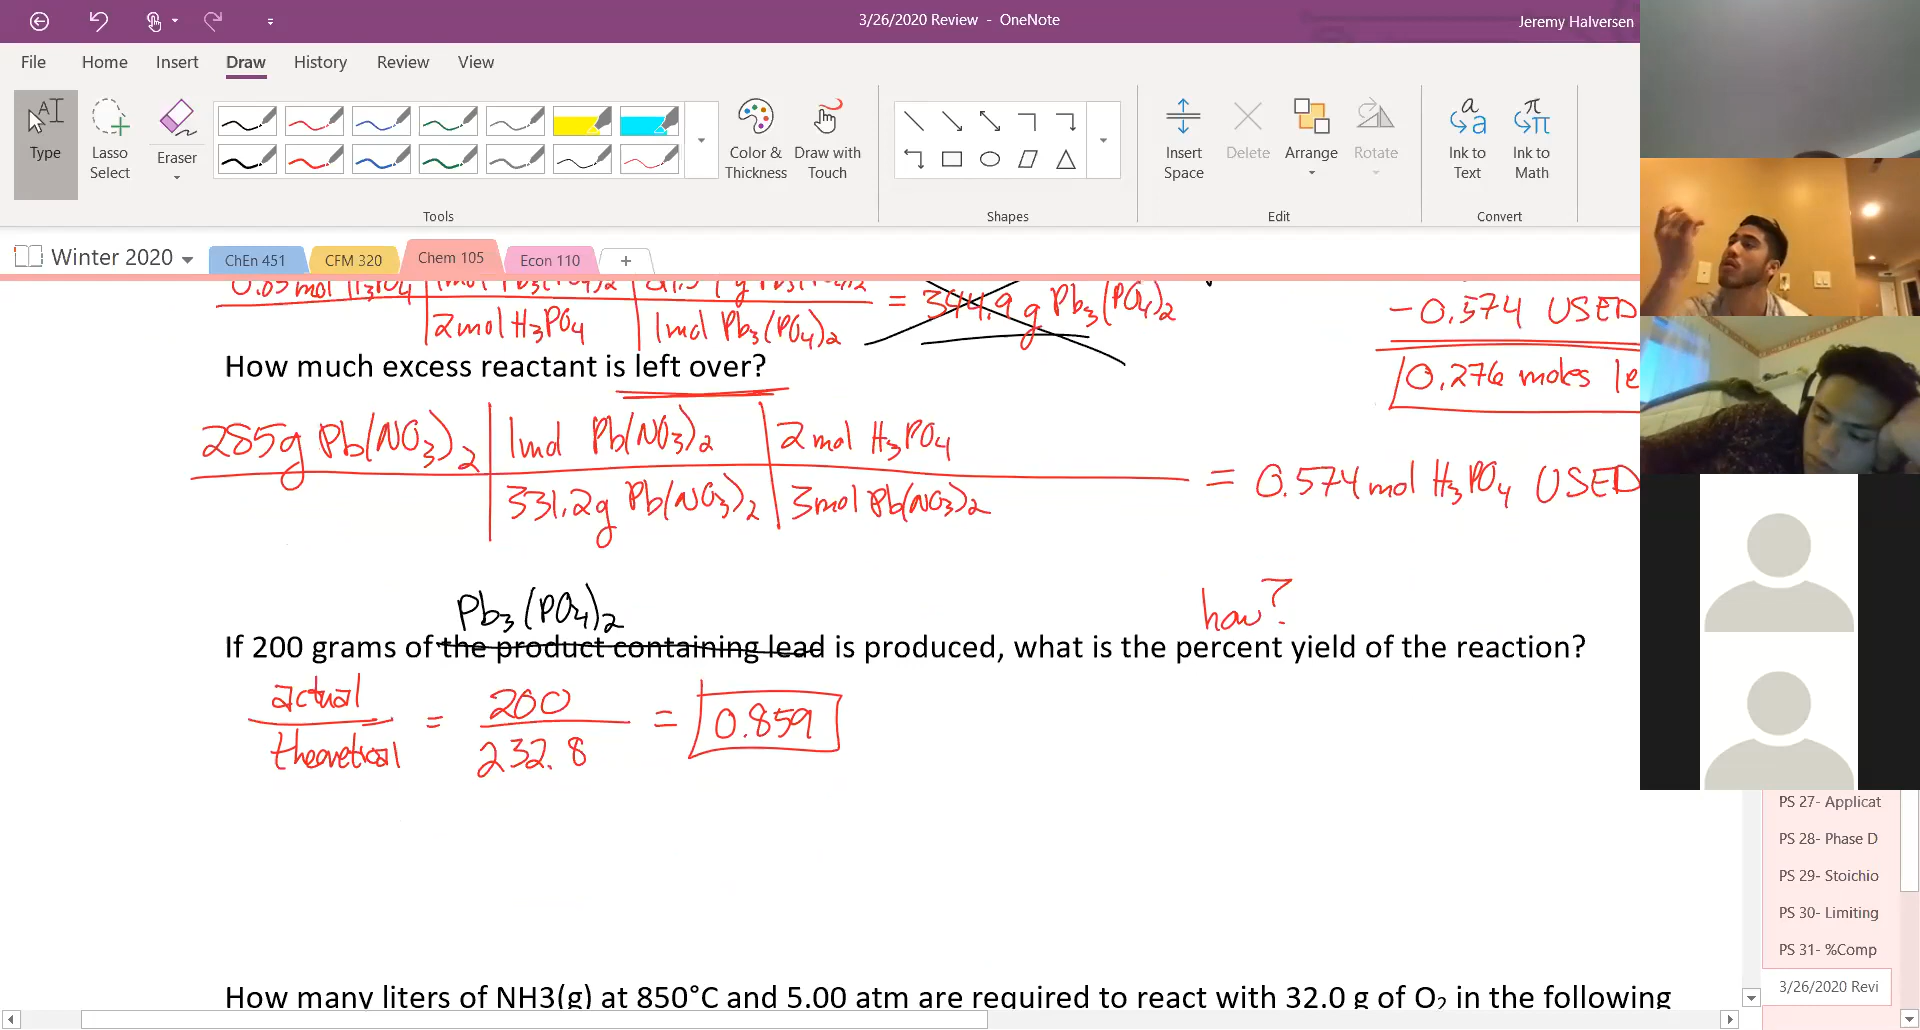 3/26/2020 Review - OneNote
Jeremy Halversen
File Home Insert Draw History Review View
Type
Lasso Select
Eraser
Color & Thickness
Draw with Touch
Insert Space
Delete
Arrange
Rotate
Ink to Text
Ink to Math
Tools
Shapes
Edit
Convert
Winter 2020
ChEn 451
CFM 320
Chem 105
Econ 110
+
2mol H₃PO₄ 1mol Pb₃(PO₄)₂
= 344.9 g Pb₃(PO₄)₂
-0.574 USED
0.276 moles le
How much excess reactant is left over?
285g Pb(NO₃)₂ 1mol Pb(NO₃)₂ 2mol H₃PO₄
331.2g Pb(NO₃)₂ 3mol Pb(NO₃)₂
= 0.574mol H₃PO₄ USED
Pb₃(PO₄)₂
how?
If 200 grams of the product containing lead is produced, what is the percent yield of the reaction?
actual = 200 = 0.859
theoretical 232.8
How many liters of NH3(g) at 850°C and 5.00 atm are required to react with 32.0 g of O₂ in the following
PS 27- Applicat
PS 28- Phase D
PS 29- Stoichio
PS 30- Limiting
PS 31- %Comp
3/26/2020 Revi